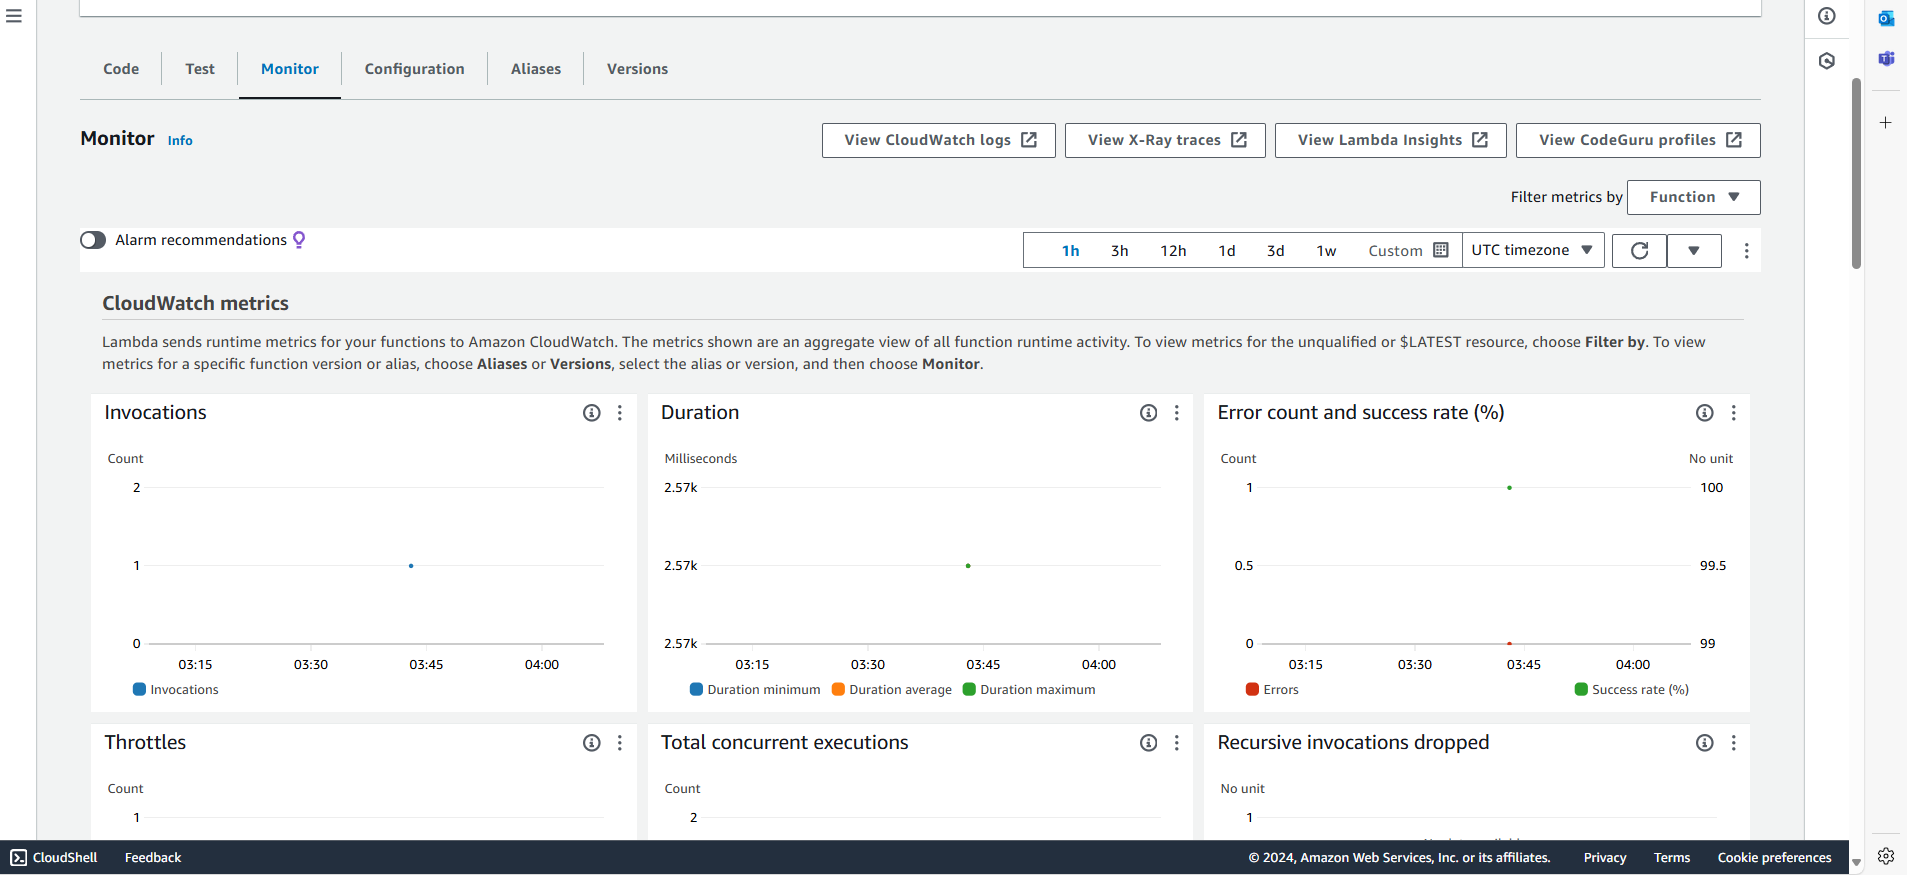 Code
Test
Monitor
Configuration
Aliases
Versions
Monitor Info
View CloudWatch logs
View X-Ray traces
View Lambda Insights
View CodeGuru profiles
Filter metrics by Function
Alarm recommendations
1h 3h 12h 1d 3d 1w Custom UTC timezone
CloudWatch metrics
Lambda sends runtime metrics for your functions to Amazon CloudWatch. The metrics shown are an aggregate view of all function runtime activity. To view metrics for the unqualified or $LATEST resource, choose Filter by. To view
metrics for a specific function version or alias, choose Aliases or Versions, select the alias or version, and then choose Monitor.
Invocations
Count
2
1
0
03:15 03:30 03:45 04:00
Invocations
Duration
Milliseconds
2.57k
2.57k
2.57k
03:15 03:30 03:45 04:00
Duration minimum Duration average Duration maximum
Error count and success rate (%)
Count No unit
1 100
0.5 99.5
0 99
03:15 03:30 03:45 04:00
Errors Success rate (%)
Throttles
Count
1
Total concurrent executions
Count
2
Recursive invocations dropped
No unit
1
CloudShell Feedback © 2024, Amazon Web Services, Inc. or its affiliates. Privacy Terms Cookie preferences